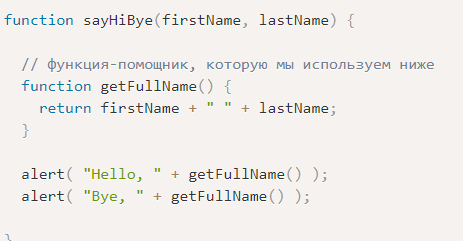 function sayHiBye(firstName, lastName) {
// функция-помощник, которую мы используем ниже
function getFullName() {
return firstName + " " + lastName;
}
alert( "Hello, " + getFullName() );
alert( "Bye, " + getFullName() );
}